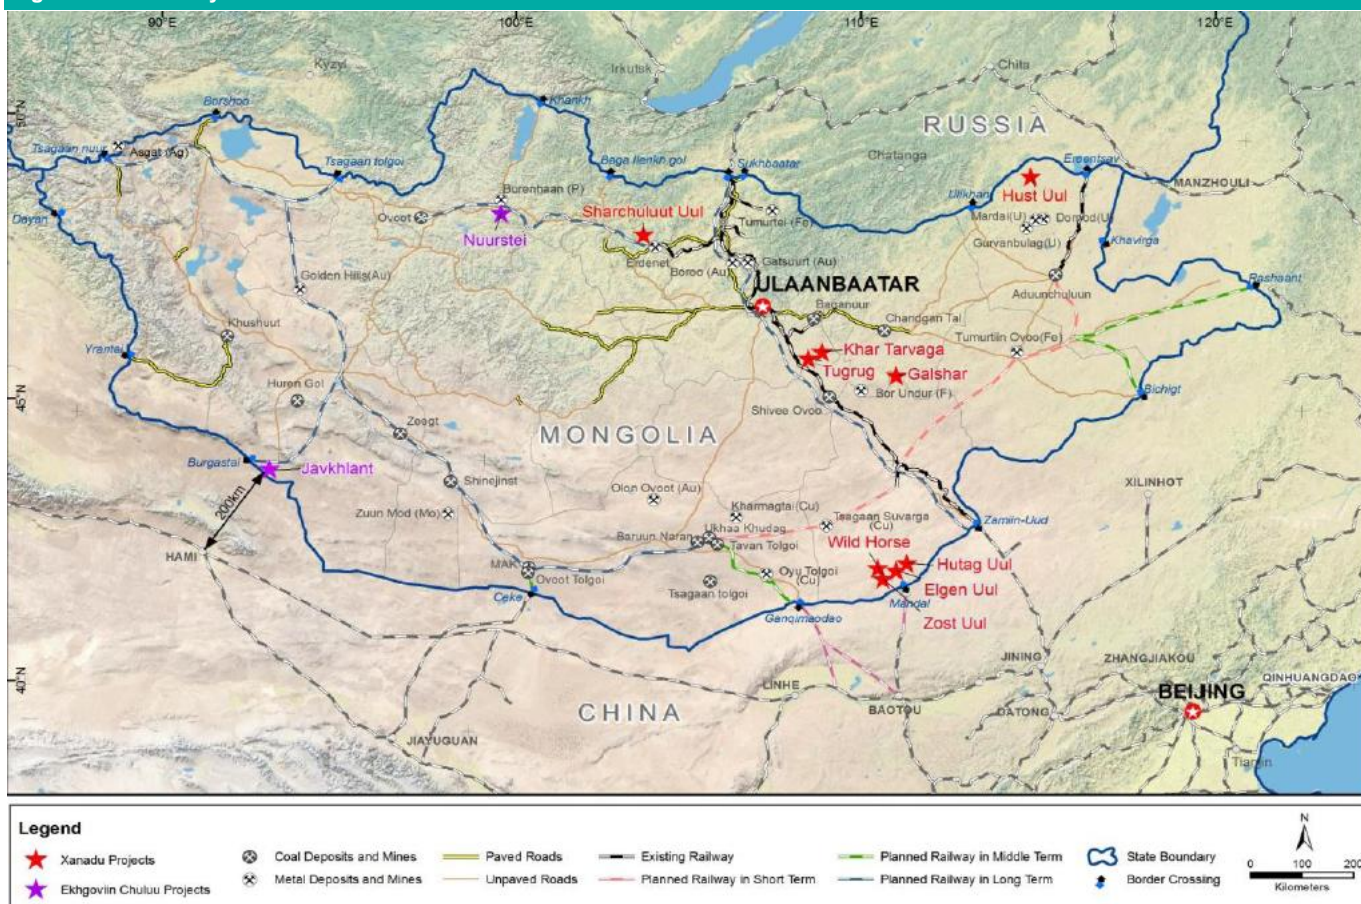 90°E
100°E
110°E
120°E
Kyzyl
Irkutsk
Chita
50°N
Borshoo
Khankh
RUSSIA
Tsagaan nuur
Asgat (Ag)
Tsagaan tolgoi
Baga Ilenkh gol
Sukhbaatar
Chatanga
Ereentsav
MANZHOULI
Dayan
Ovoot
Burenhaan (P)
Nuurstei
Sharchuluut Uul
Tumurtei (Fe)
Ulikhan
Hust Uul
Mardai(U)
Dornod(U)
Gurvanbulag(U)
Khavirga
Erdenet
Boroo (Au)
Gatsuurt (Au)
Golden Hills(Au)
ULAANBAATAR
Aduunchuluun
Rashaant
Khushuut
Baganuur
Chandgan Tal
Tumurtiin Ovoo(Fe)
Yrantai
Khar Tarvaga
Tugrug
Galshar
Huren Gol
Bor Undur (F)
Bichigt
45°N
Shivee Ovoo
Zeegt
MONGOLIA
Burgastai
Javkhlant
Shinejinst
200km
Olon Ovoot (Au)
XILINHOT
Zuun Mod (Mo)
Kharmagtai(Cu)
Tsagaan Suvarga
(Cu)
Zamiin-Uud
Ukhaa Khudag
Baruun Naran
Tavan Tolgoi
Wild Horse
HAMI
MAK
Ovoot Tolgoi
Oyu Tolgoi
(Cu)
Hutag Uul
Elgen Uul
Tsagaan tolgoi
Ceke
Mandal
Ganqimaodao
Zost Uul
40°N
JINING
ZHANGJIAKOU
LINHE
QINHUANGDAO
BEIJING
CHINA
BAOTOU
DATONG
JIAYUGUAN
Tianjin
Legend
Xanadu Projects
Ekhgoviin Chuluu Projects
Coal Deposits and Mines
Metal Deposits and Mines
Paved Roads
Unpaved Roads
Existing Railway
Planned Railway in Short Term
Planned Railway in Middle Term
Planned Railway in Long Term
State Boundary
Border Crossing
N
0 100 200
Kilometers